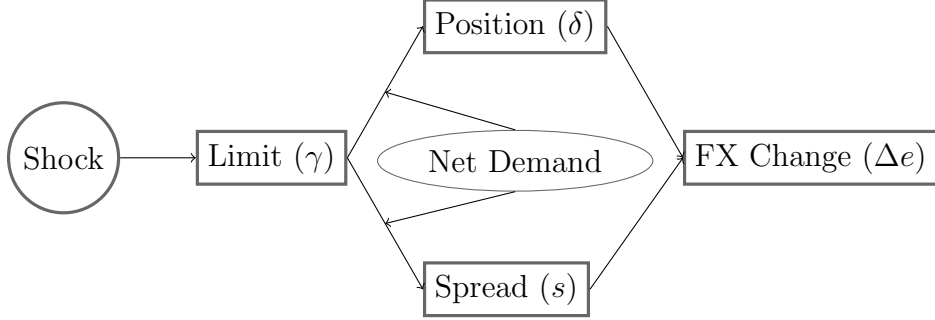 Position (δ)
Shock
Limit (γ)
Net Demand
FX Change (Δe)
Spread (s)